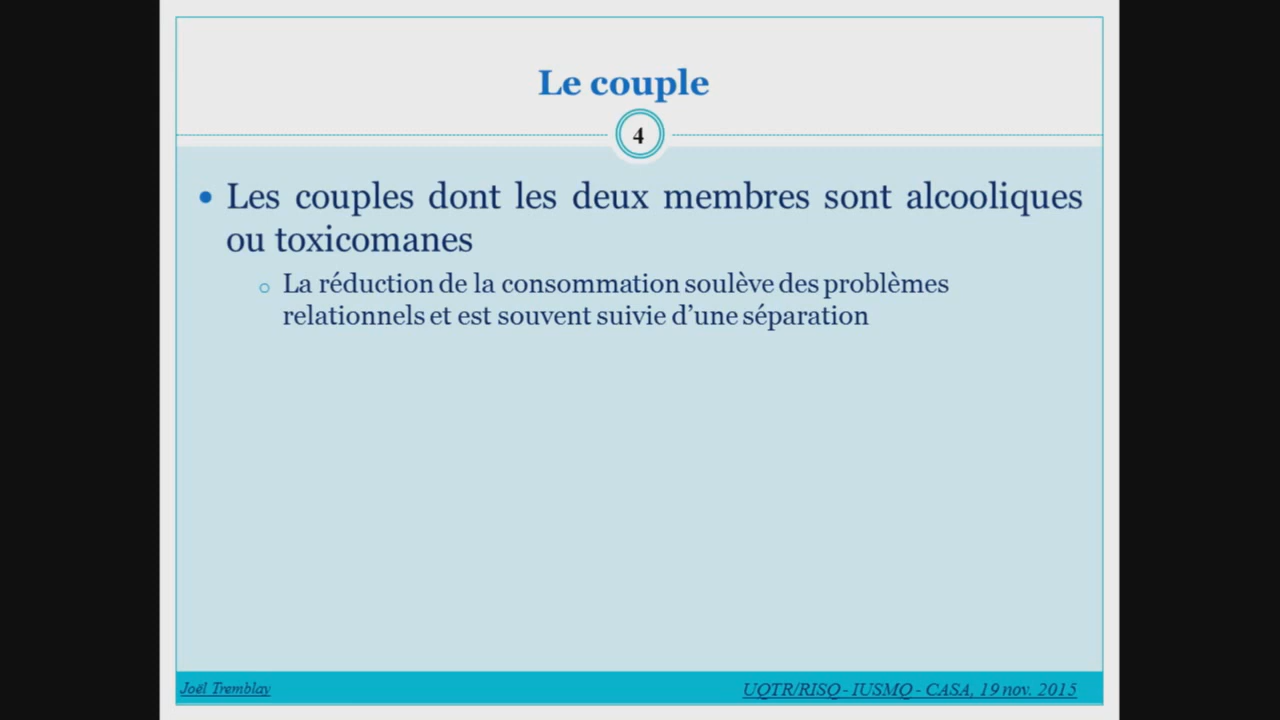 Le couple
4
Les couples dont les deux membres sont alcooliques
ou toxicomanes
La réduction de la consommation soulève des problèmes
relationnels et est souvent suivie d’une séparation
Joël Tremblay
UQTR/RISQ - IUSMQ - CASA, 19 nov. 2015